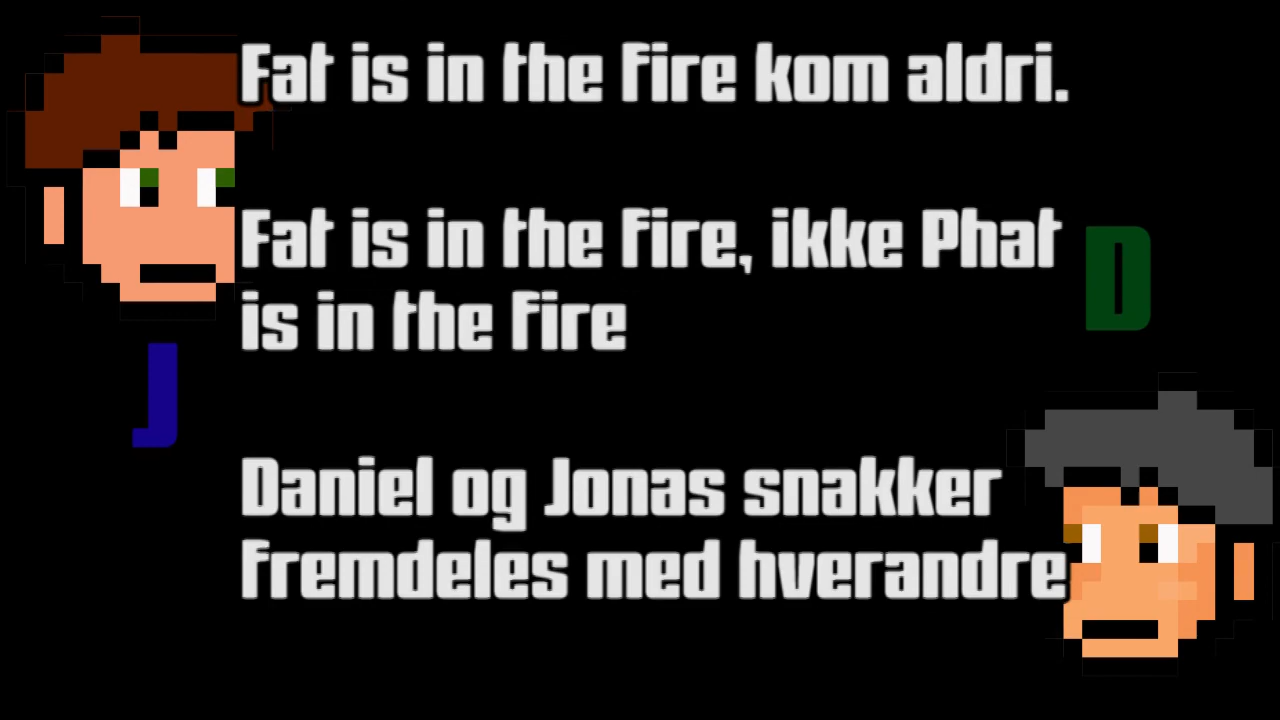 Fat is in the fire kom aldri.
Fat is in the fire, ikke Phat
is in the fire
D
J
Daniel og Jonas snakker
fremdeles med hverandre